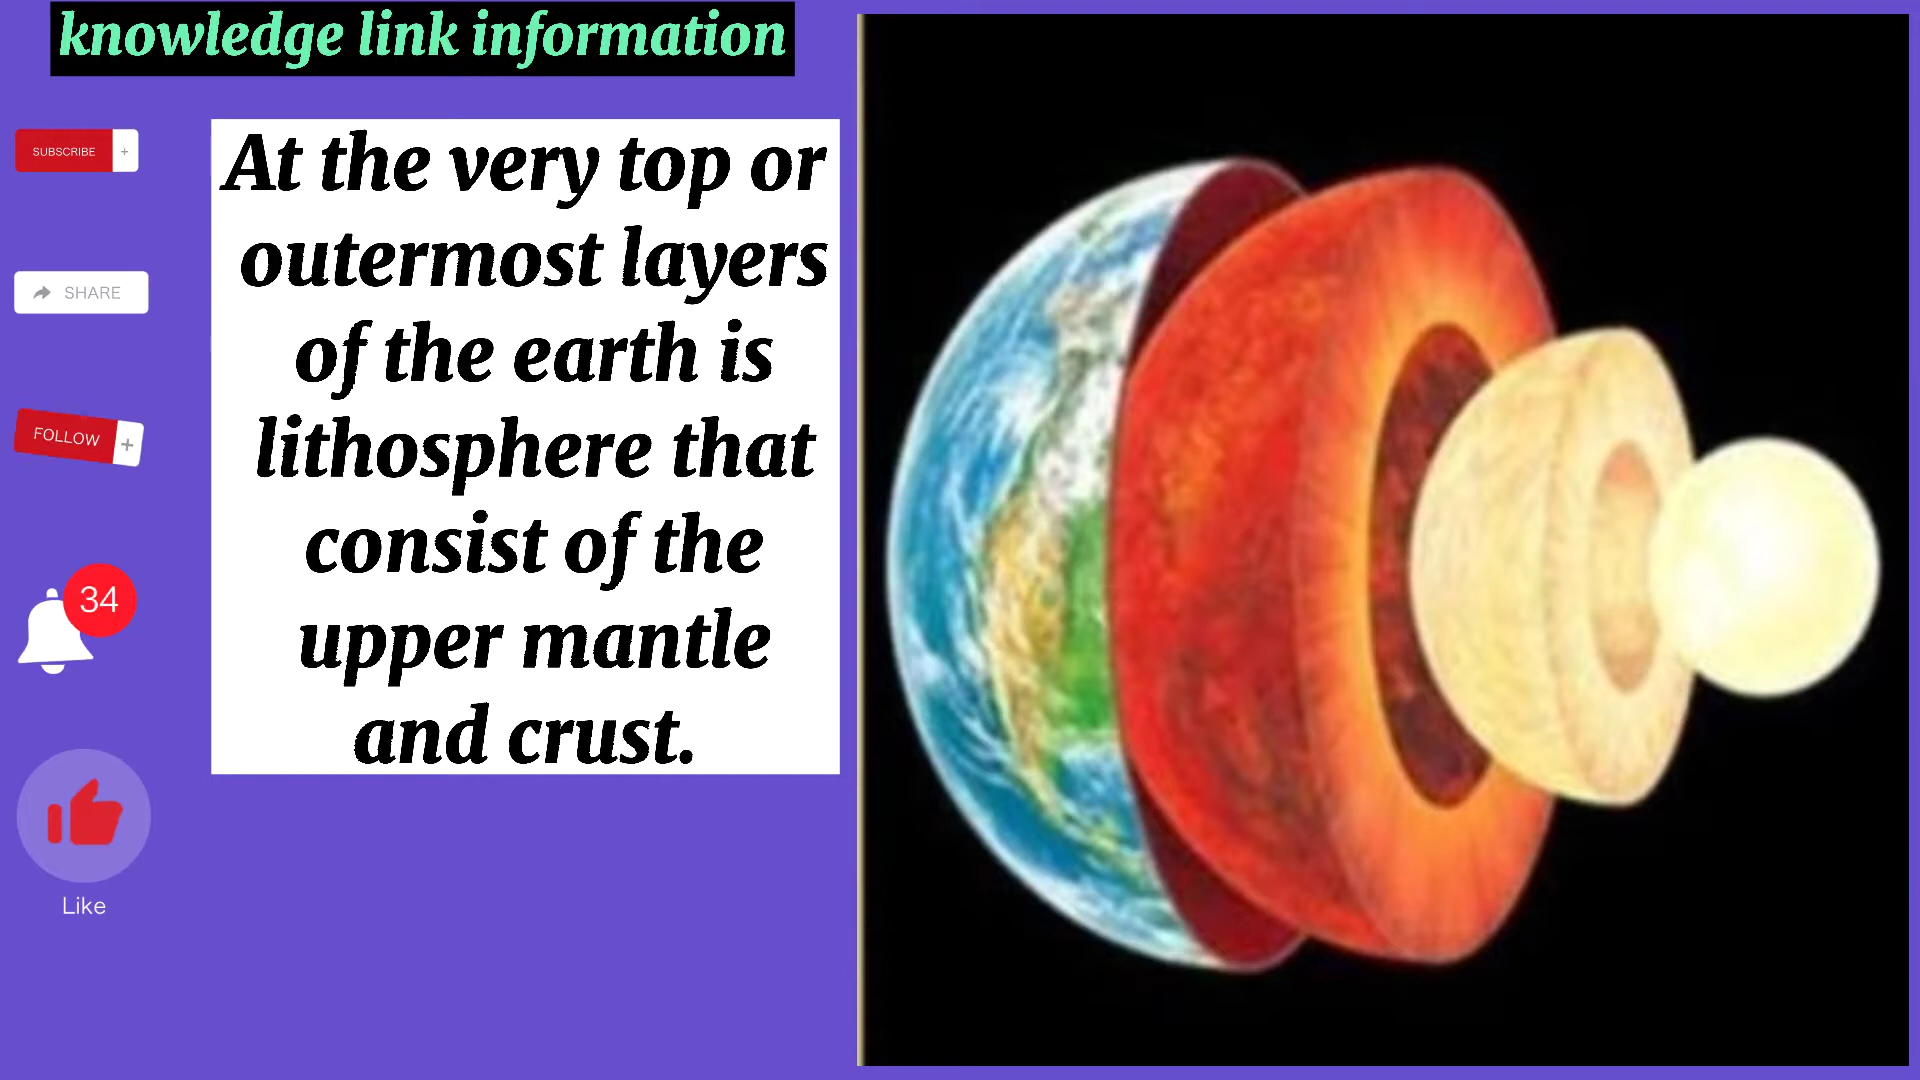 knowledge link information
SUBSCRIBE +
At the very top or
outermost layers
SHARE
of the earth is
FOLLOW +
lithosphere that
consist of the
34
upper mantle
and crust.
Like